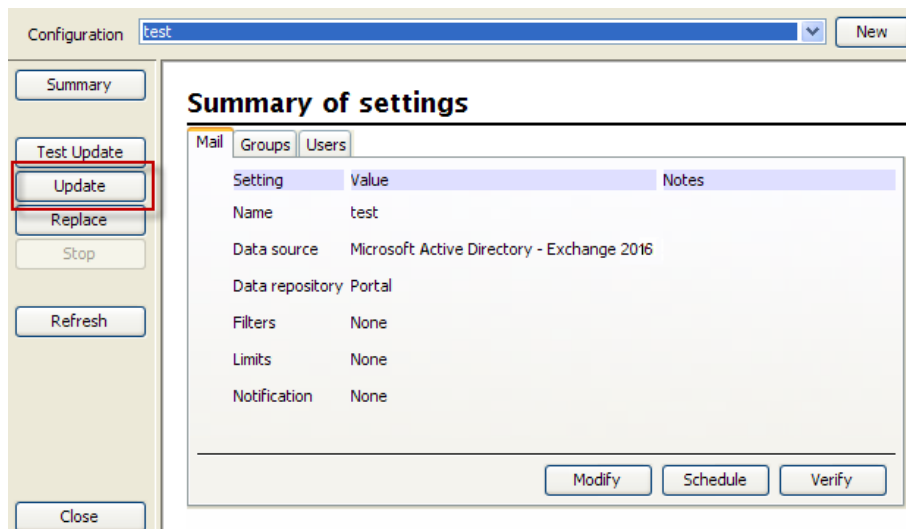 Configuration test New
Summary
Summary of settings
Test Update
Mail Groups Users
Update
Setting Value Notes
Replace
Name test
Stop
Data source Microsoft Active Directory - Exchange 2016
Data repository Portal
Refresh
Filters None
Limits None
Notification None
Modify Schedule Verify
Close